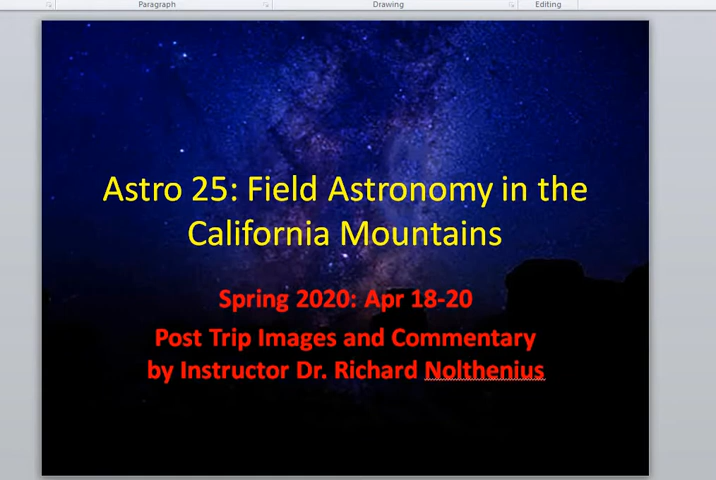 Paragraph Drawing Editing
Astro 25: Field Astronomy in the
California Mountains
Spring 2020: Apr 18-20
Post Trip Images and Commentary
by Instructor Dr. Richard Nolthenius